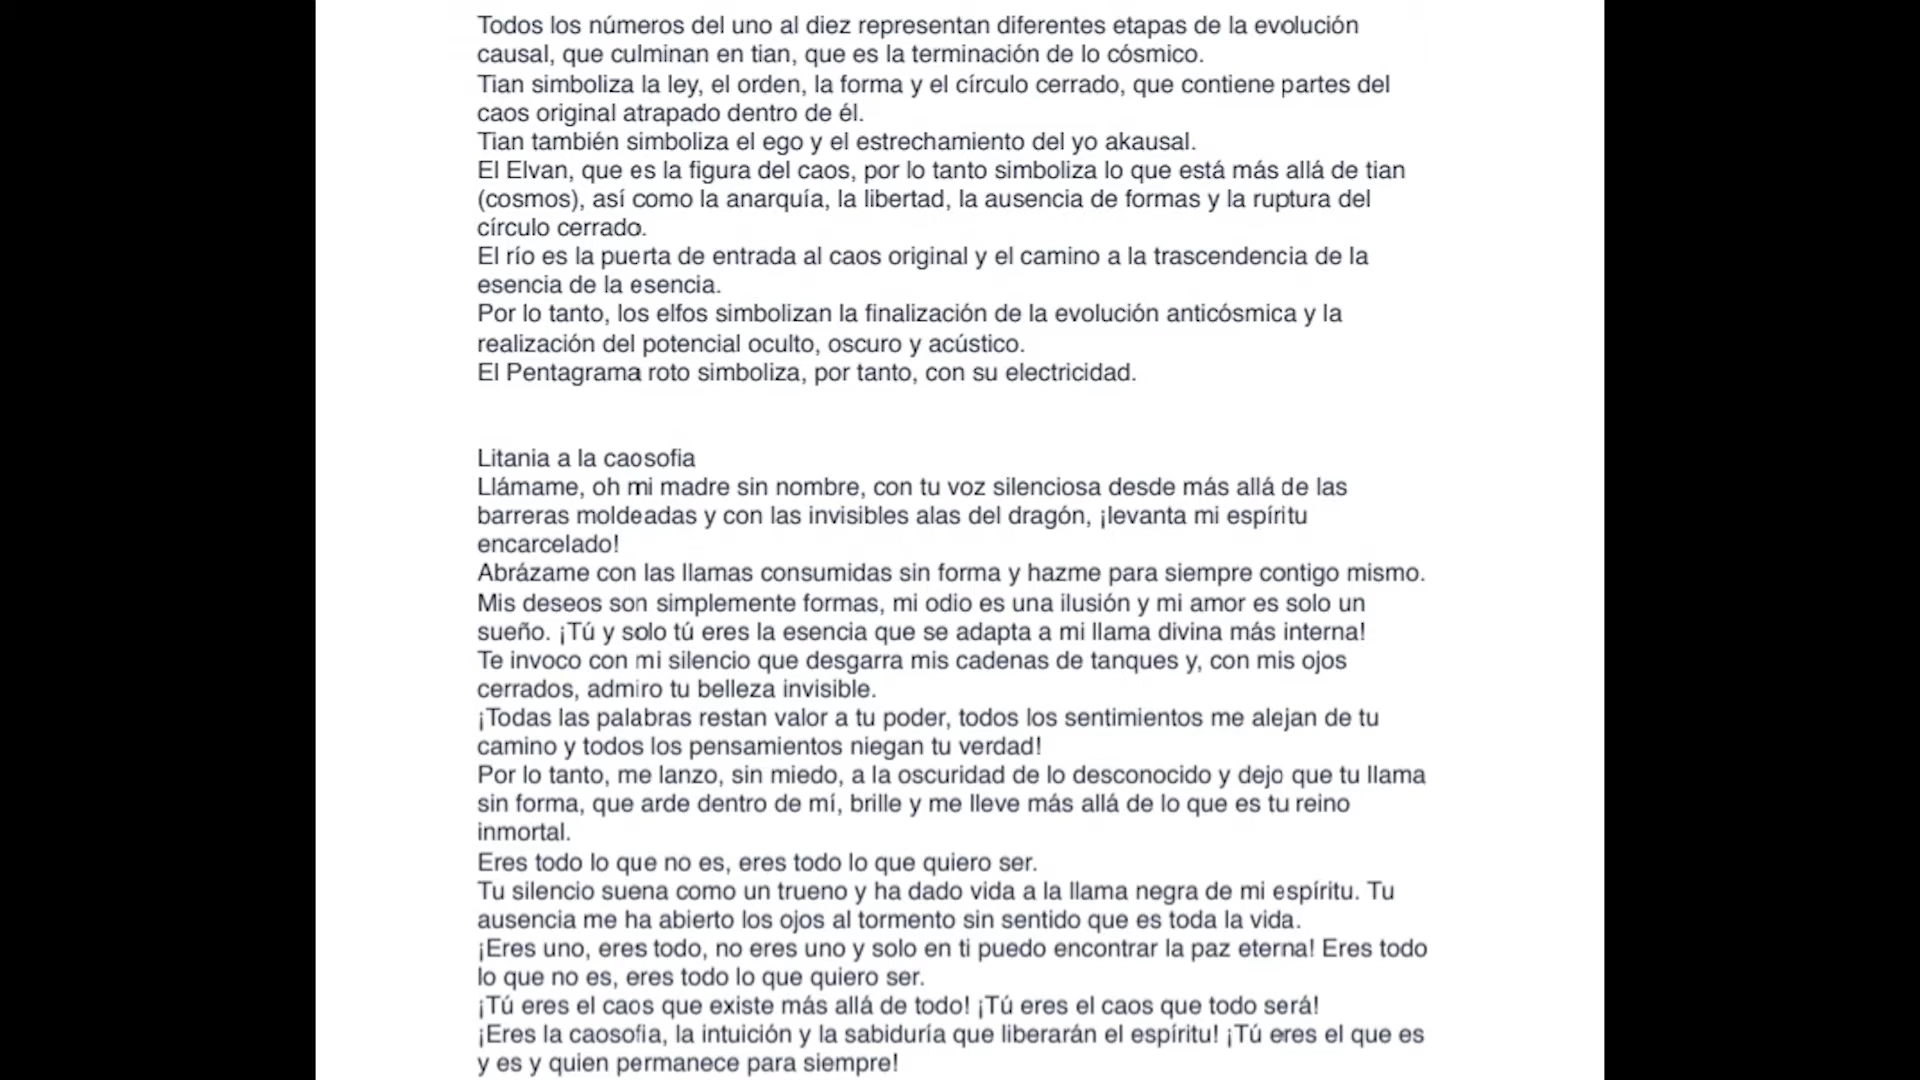 Todos los números del uno al diez representan diferentes etapas de la evolución
causal, que culminan en tian, que es la terminación de lo cósmico.
Tian simboliza la ley, el orden, la forma y el círculo cerrado, que contiene partes del
caos original atrapado dentro de él.
Tian también simboliza el ego y el estrechamiento del yo akausal.
El Elvan, que es la figura del caos, por lo tanto simboliza lo que está más allá de tian
(cosmos), así como la anarquía, la libertad, la ausencia de formas y la ruptura del
círculo cerrado.
El río es la puerta de entrada al caos original y el camino a la trascendencia de la
esencia de la esencia.
Por lo tanto, los elfos simbolizan la finalización de la evolución anticósmica y la
realización del potencial oculto, oscuro y acústico.
El Pentagrama roto simboliza, por tanto, con su electricidad.
Litania a la caosofia
Llámame, oh mi madre sin nombre, con tu voz silenciosa desde más allá de las
barreras moldeadas y con las invisibles alas del dragón, ¡levanta mi espíritu
encarcelado!
Abrázame con las llamas consumidas sin forma y hazme para siempre contigo mismo.
Mis deseos son simplemente formas, mi odio es una ilusión y mi amor es solo un
sueño. ¡Tú y solo tú eres la esencia que se adapta a mi llama divina más interna!
Te invoco con mi silencio que desgarra mis cadenas de tanques y, con mis ojos
cerrados, admiro tu belleza invisible.
¡Todas las palabras restan valor a tu poder, todos los sentimientos me alejan de tu
camino y todos los pensamientos niegan tu verdad!
Por lo tanto, me lanzo, sin miedo, a la oscuridad de lo desconocido y dejo que tu llama
sin forma, que arde dentro de mí, brille y me lleve más allá de lo que es tu reino
inmortal.
Eres todo lo que no es, eres todo lo que quiero ser.
Tu silencio suena como un trueno y ha dado vida a la llama negra de mi espíritu. Tu
ausencia me ha abierto los ojos al tormento sin sentido que es toda la vida.
¡Eres uno, eres todo, no eres uno y solo en ti puedo encontrar la paz eterna! Eres todo
lo que no es, eres todo lo que quiero ser.
¡Tú eres el caos que existe más allá de todo! ¡Tú eres el caos que todo será!
¡Eres la caosofia, la intuición y la sabiduría que liberarán el espíritu! ¡Tú eres el que es
y es y quien permanece para siempre!